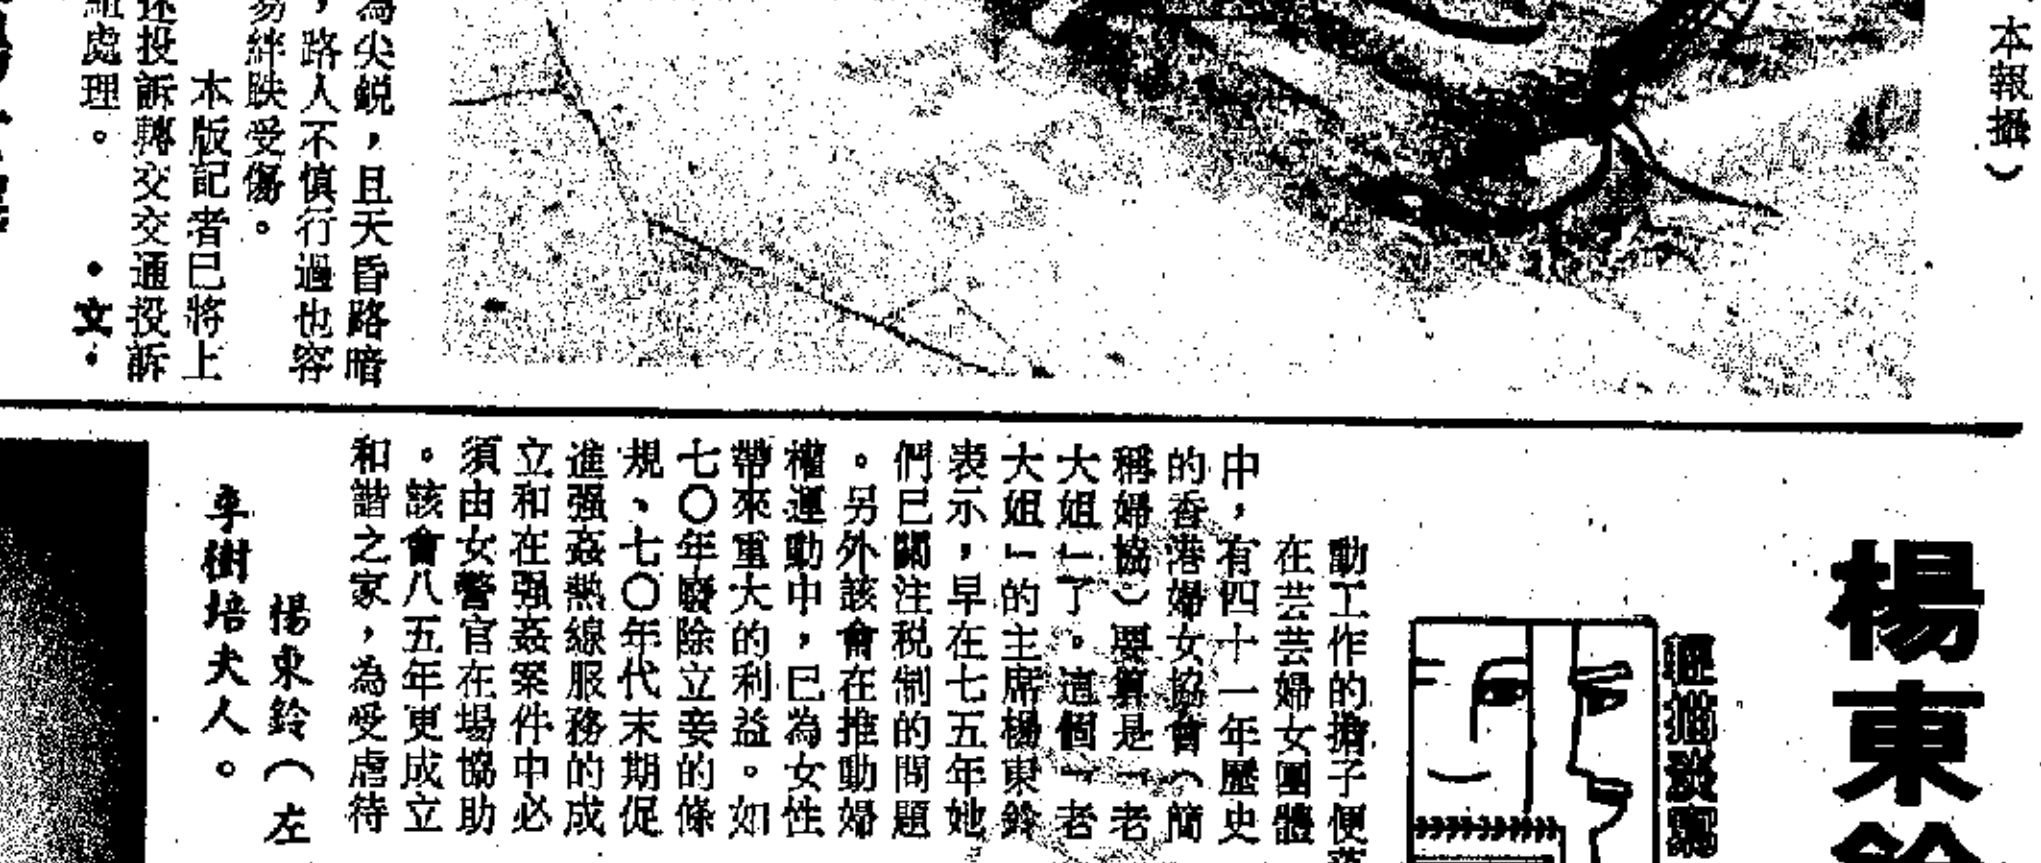 本報攝）
為尖銳，且天昏路暗
，路人不慎行過也容
易絆跌受傷。
本版記者已將上
述投訴轉交交通投訴
組處理。
•文•
楊東鈴
輕描淡寫
動工作的擔子便落
在芸芸婦女團體
中，有四十一年歷史
的香港婦女協會（簡
稱婦協）要算是「老
大姐」了。這個「老
大姐」的主席楊東鈴
表示，早在七五年她
們已關注税制的問題
。另外該會在推動婦
權運動中，已為女性
帶來重大的利益。如
七〇年廢除立妾的條
規、七〇年代末期促
進强姦熱線服務的成
立和在强姦案件中必
須由女警官在場協助
。該會八五年更成立
和諧之家，為受虐待
楊東鈴（左
李樹培夫人。